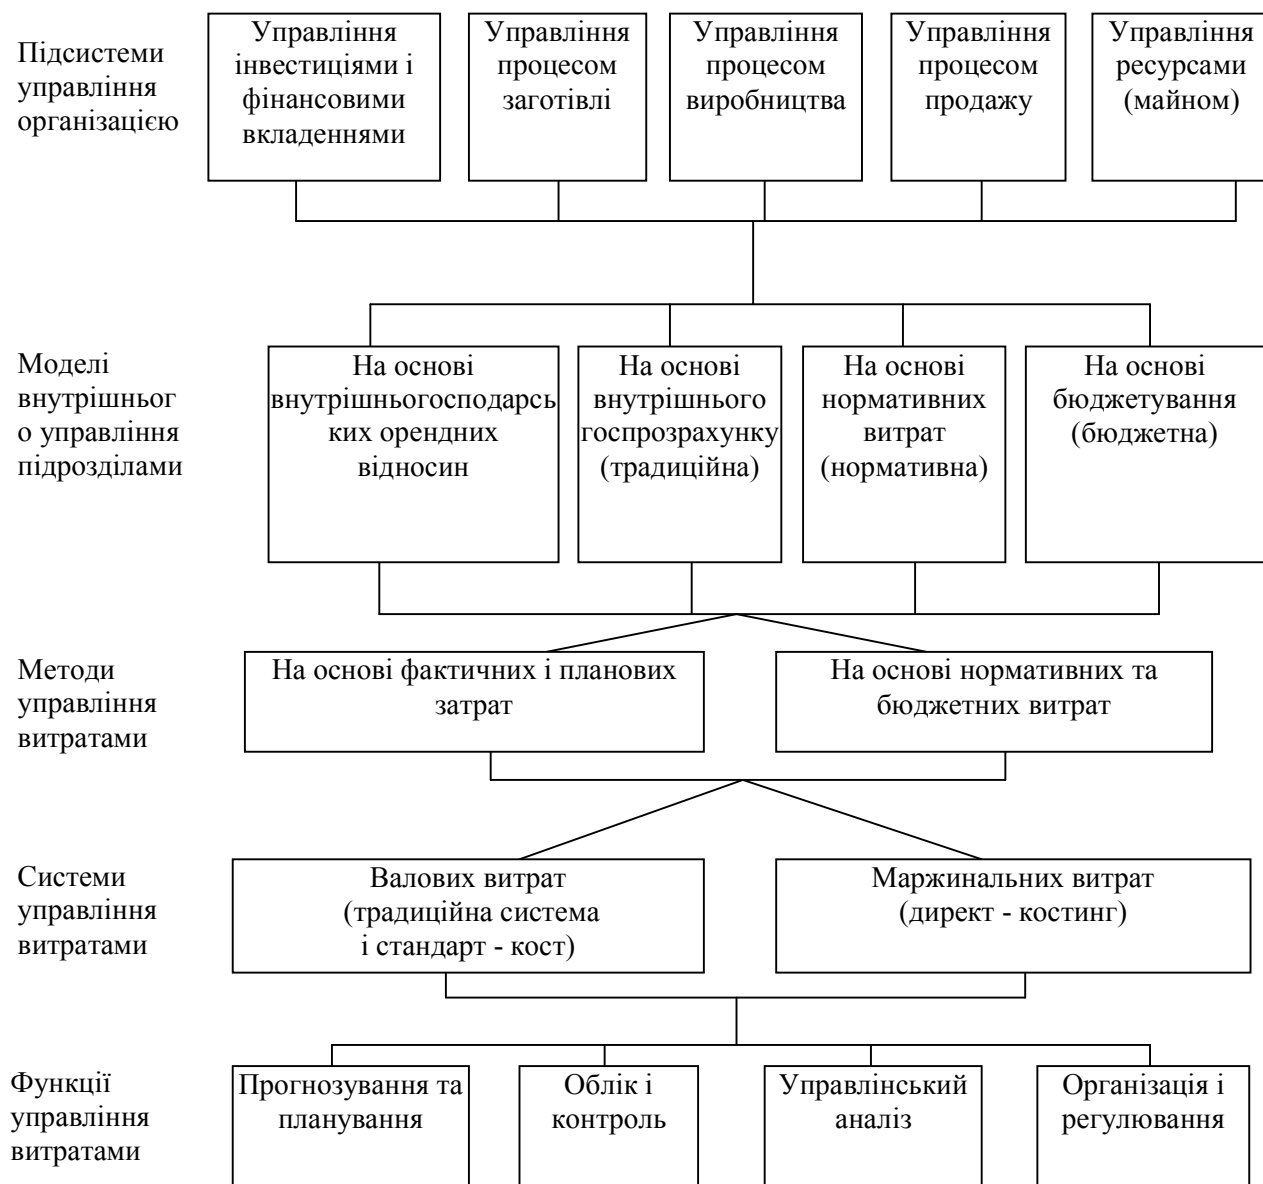 Підсистеми
управління
організацією
Управління
інвестиціями і
фінансовими
вкладеннями
Управління
процесом
заготівлі
Управління
процесом
виробництва
Управління
процесом
продажу
Управління
ресурсами
(майном)
Моделі
внутрішньог
о управління
підрозділами
На основі
внутрішньогосподарсь
ких орендних
відносин
На основі
внутрішнього
госпрозрахунку
(традиційна)
На основі
нормативних
витрат
(нормативна)
На основі
бюджетування
(бюджетна)
Методи
управління
витратами
На основі фактичних і планових
затрат
На основі нормативних та
бюджетних витрат
Системи
управління
витратами
Валових витрат
(традиційна система
і стандарт - кост)
Маржинальних витрат
(директ - костинг)
Функції
управління
витратами
Прогнозування та
планування
Облік і
контроль
Управлінський
аналіз
Організація і
регулювання